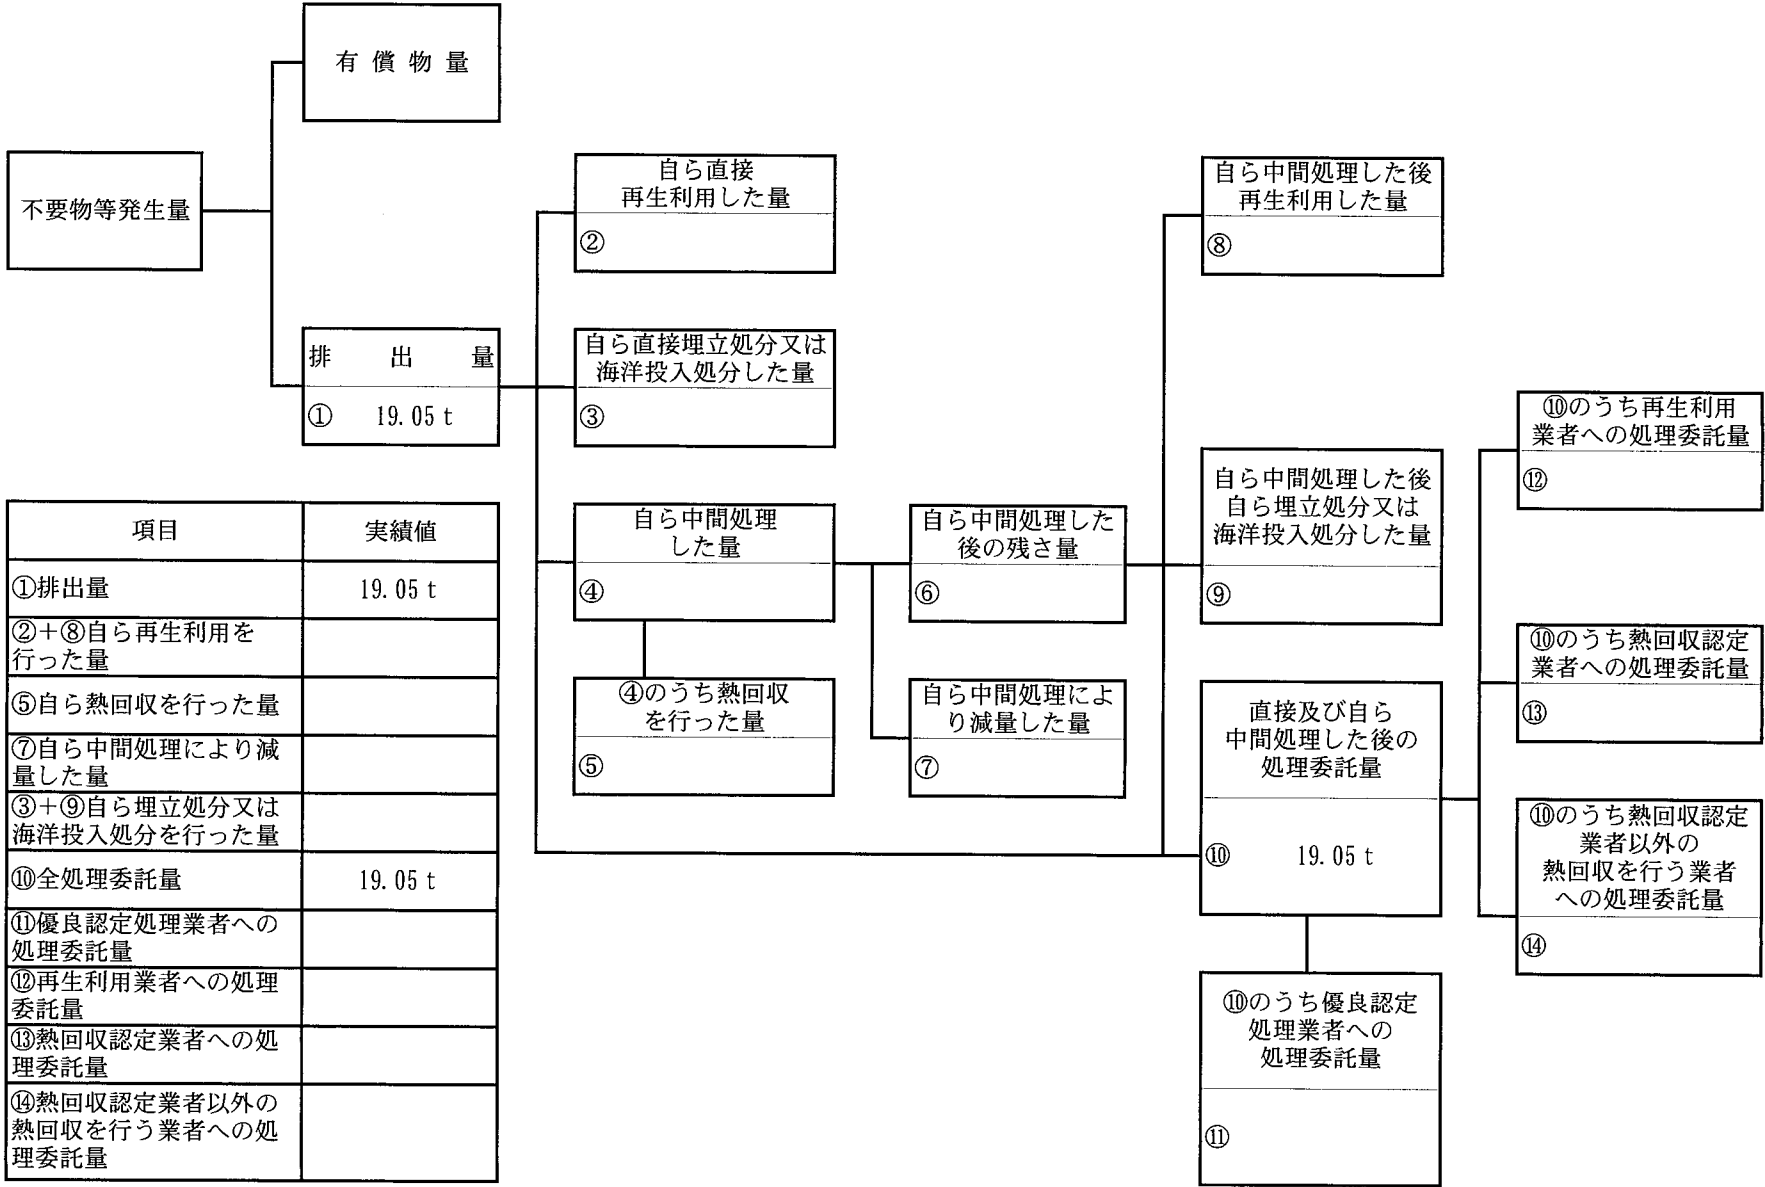 有償物量
不要物等発生量
排出量
① 19.05 t
自ら直接
再生利用した量
②
自ら直接埋立処分又は
海洋投入処分した量
③
自ら中間処理
した量
④
④のうち熱回収
を行った量
⑤
自ら中間処理した
後の残さ量
⑥
自ら中間処理によ
り減量した量
⑦
自ら中間処理した後
再生利用した量
⑧
自ら中間処理した後
自ら埋立処分又は
海洋投入処分した量
⑨
直接及び自ら
中間処理した後の
処理委託量
⑩ 19.05 t
⑩のうち優良認定
処理業者への
処理委託量
⑪
⑩のうち再生利用
業者への処理委託量
⑫
⑩のうち熱回収認定
業者への処理委託量
⑬
⑩のうち熱回収認定
業者以外の
熱回収を行う業者
への処理委託量
⑭
項目 実績値
①排出量 19.05 t
②＋⑧自ら再生利用を
行った量
⑤自ら熱回収を行った量
⑦自ら中間処理により減
量した量
③＋⑨自ら埋立処分又は
海洋投入処分を行った量
⑩全処理委託量 19.05 t
⑪優良認定処理業者への
処理委託量
⑫再生利用業者への処理
委託量
⑬熱回収認定業者への処
理委託量
⑭熱回収認定業者以外の
熱回収を行う業者への処
理委託量